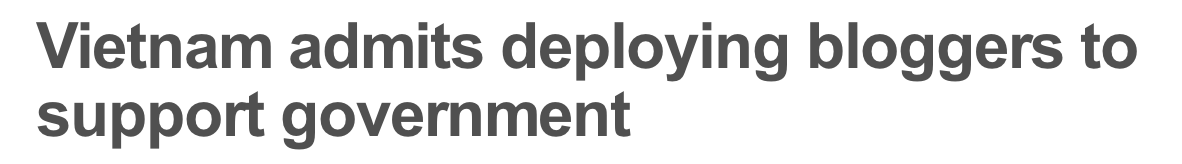 Vietnam admits deploying bloggers to
support government